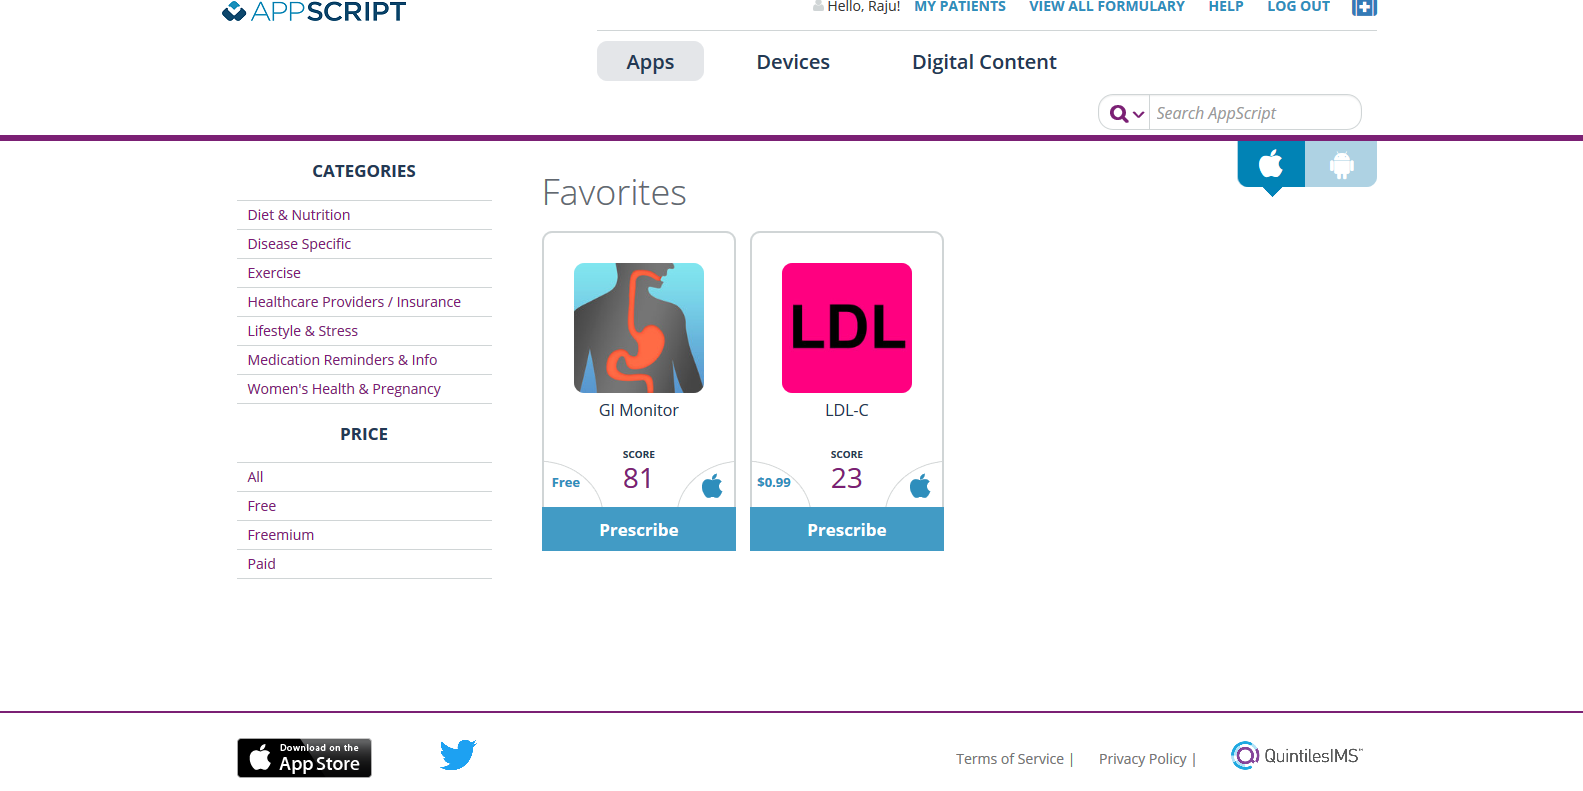 APPSCRIPT
Hello, Raju! MY PATIENTS VIEW ALL FORMULARY HELP LOG OUT
Apps Devices Digital Content
Search AppScript
CATEGORIES
Diet & Nutrition
Disease Specific
Exercise
Healthcare Providers / Insurance
Lifestyle & Stress
Medication Reminders & Info
Women's Health & Pregnancy
PRICE
All
Free
Freemium
Paid
Favorites
GI Monitor
SCORE
Free 81
Prescribe
LDL
LDL-C
SCORE
$0.99 23
Prescribe
Download on the
App Store
Terms of Service | Privacy Policy |
QuintilesIMS™